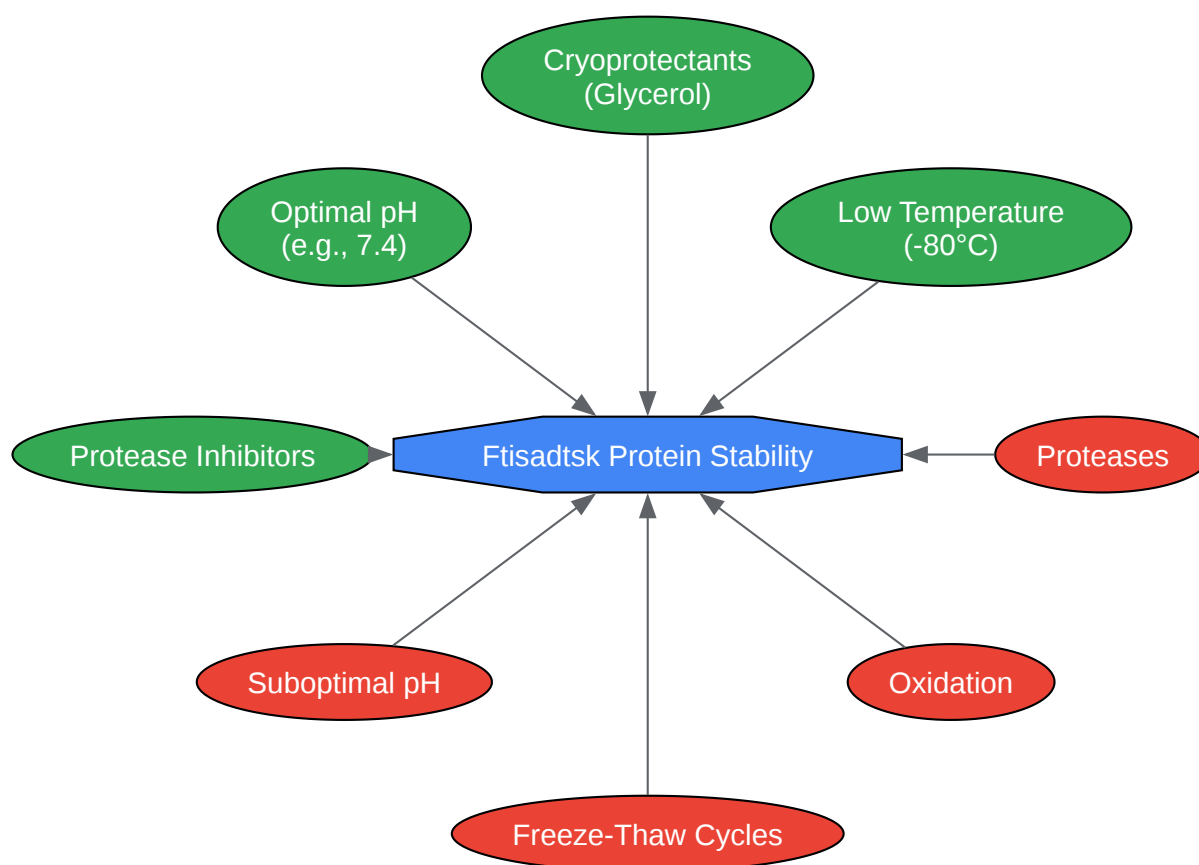 Cryoprotectants
(Glycerol)
Optimal pH
(e.g., 7.4)
Low Temperature
(-80°C)
Protease Inhibitors
Ftisadtsk Protein Stability
Proteases
Suboptimal pH
Oxidation
Freeze-Thaw Cycles